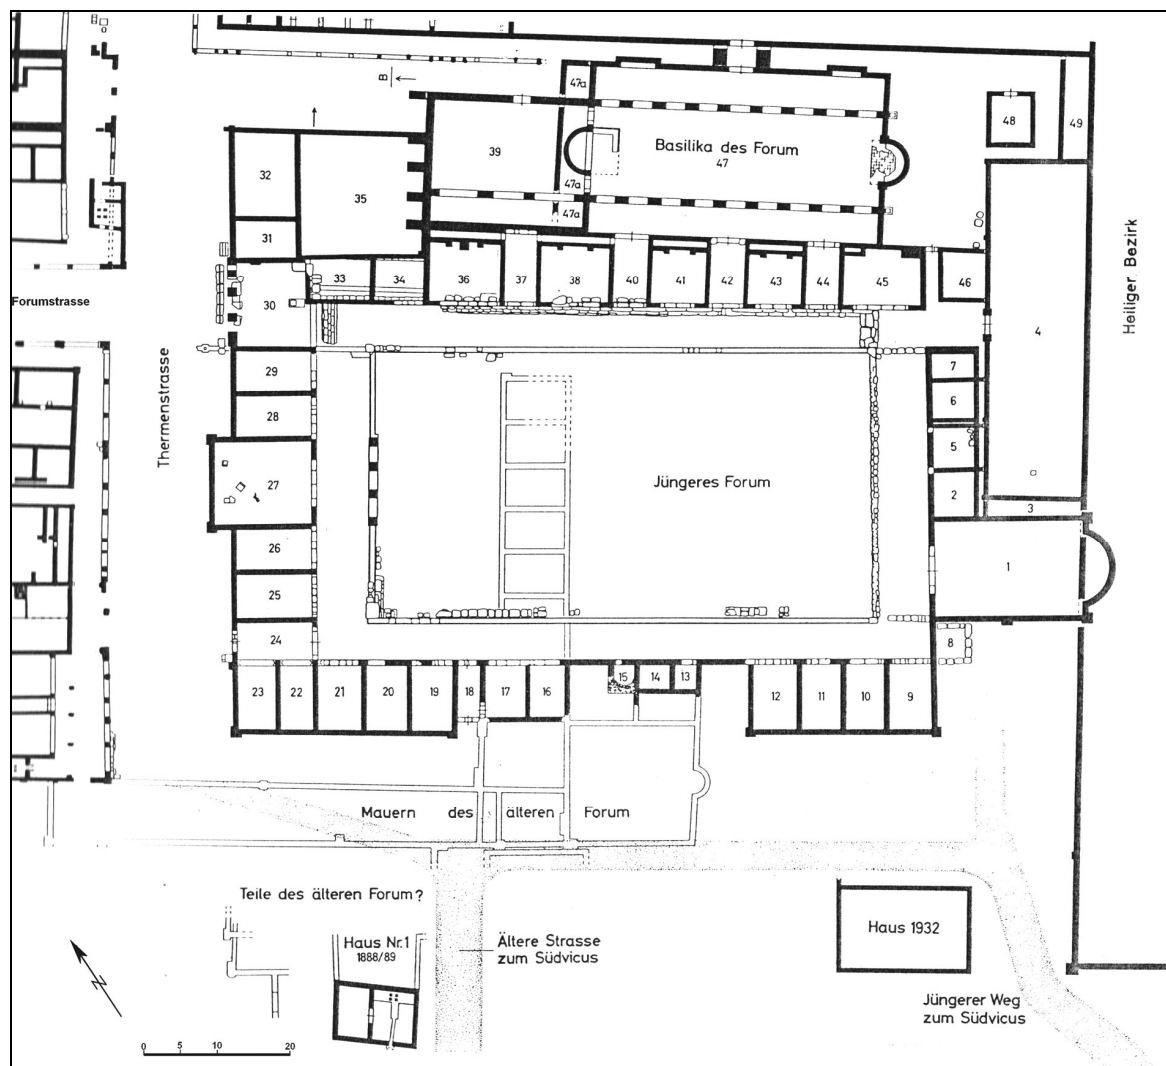 B
47a
48
49
39
Basilika des Forum
47
32
35
47a
47a
31
33
34
36
37
38
40
41
42
43
44
45
46
Heiliger Bezirk
Forumstrasse
30
4
Thermenstrasse
29
7
28
6
5
27
Jüngeres Forum
2
3
26
1
25
24
8
23
22
21
20
19
18
17
16
15
14
13
12
11
10
9
Mauern des älteren Forum
Teile des älteren Forum?
Haus Nr. 1
1888/89
Ältere Strasse
zum Südvicus
Haus 1932
Jüngerer Weg
zum Südvicus
N
0 5 10 20